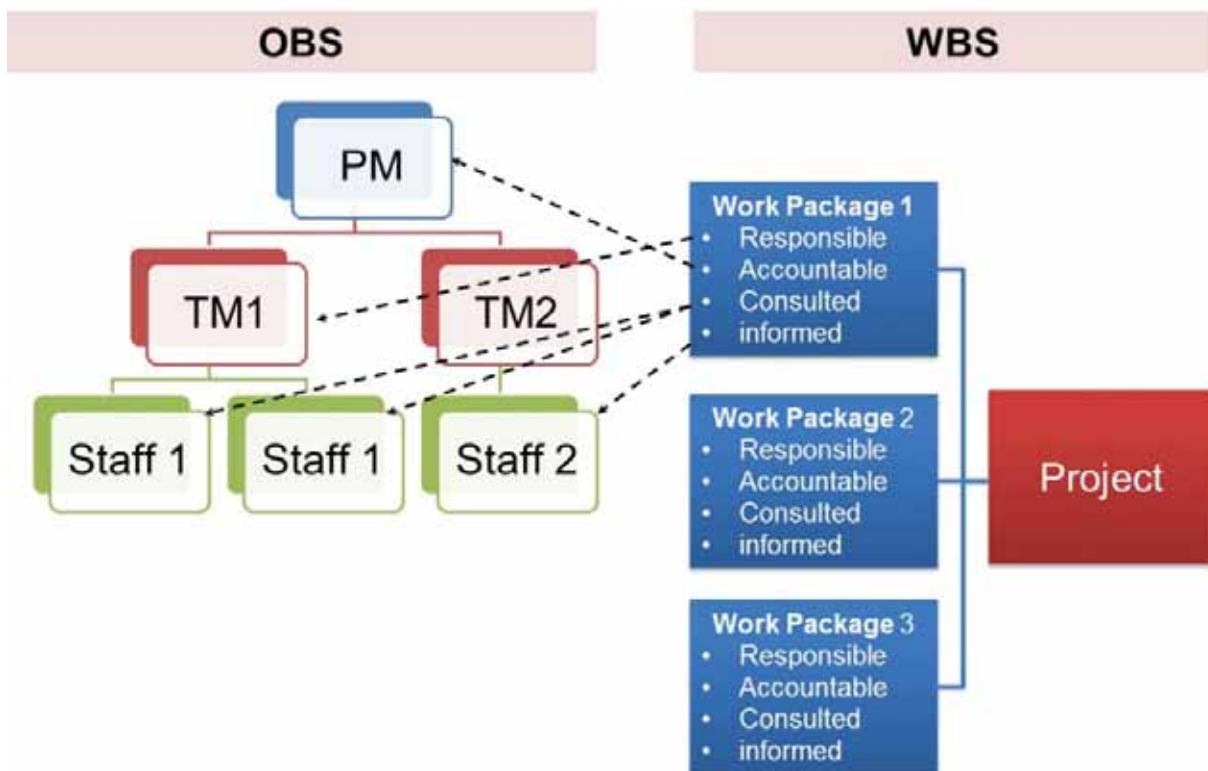 OBS
WBS
PM
TM1
TM2
Staff 1
Staff 1
Staff 2
Work Package 1
• Responsible
• Accountable
• Consulted
• informed
Work Package 2
• Responsible
• Accountable
• Consulted
• informed
Work Package 3
• Responsible
• Accountable
• Consulted
• informed
Project